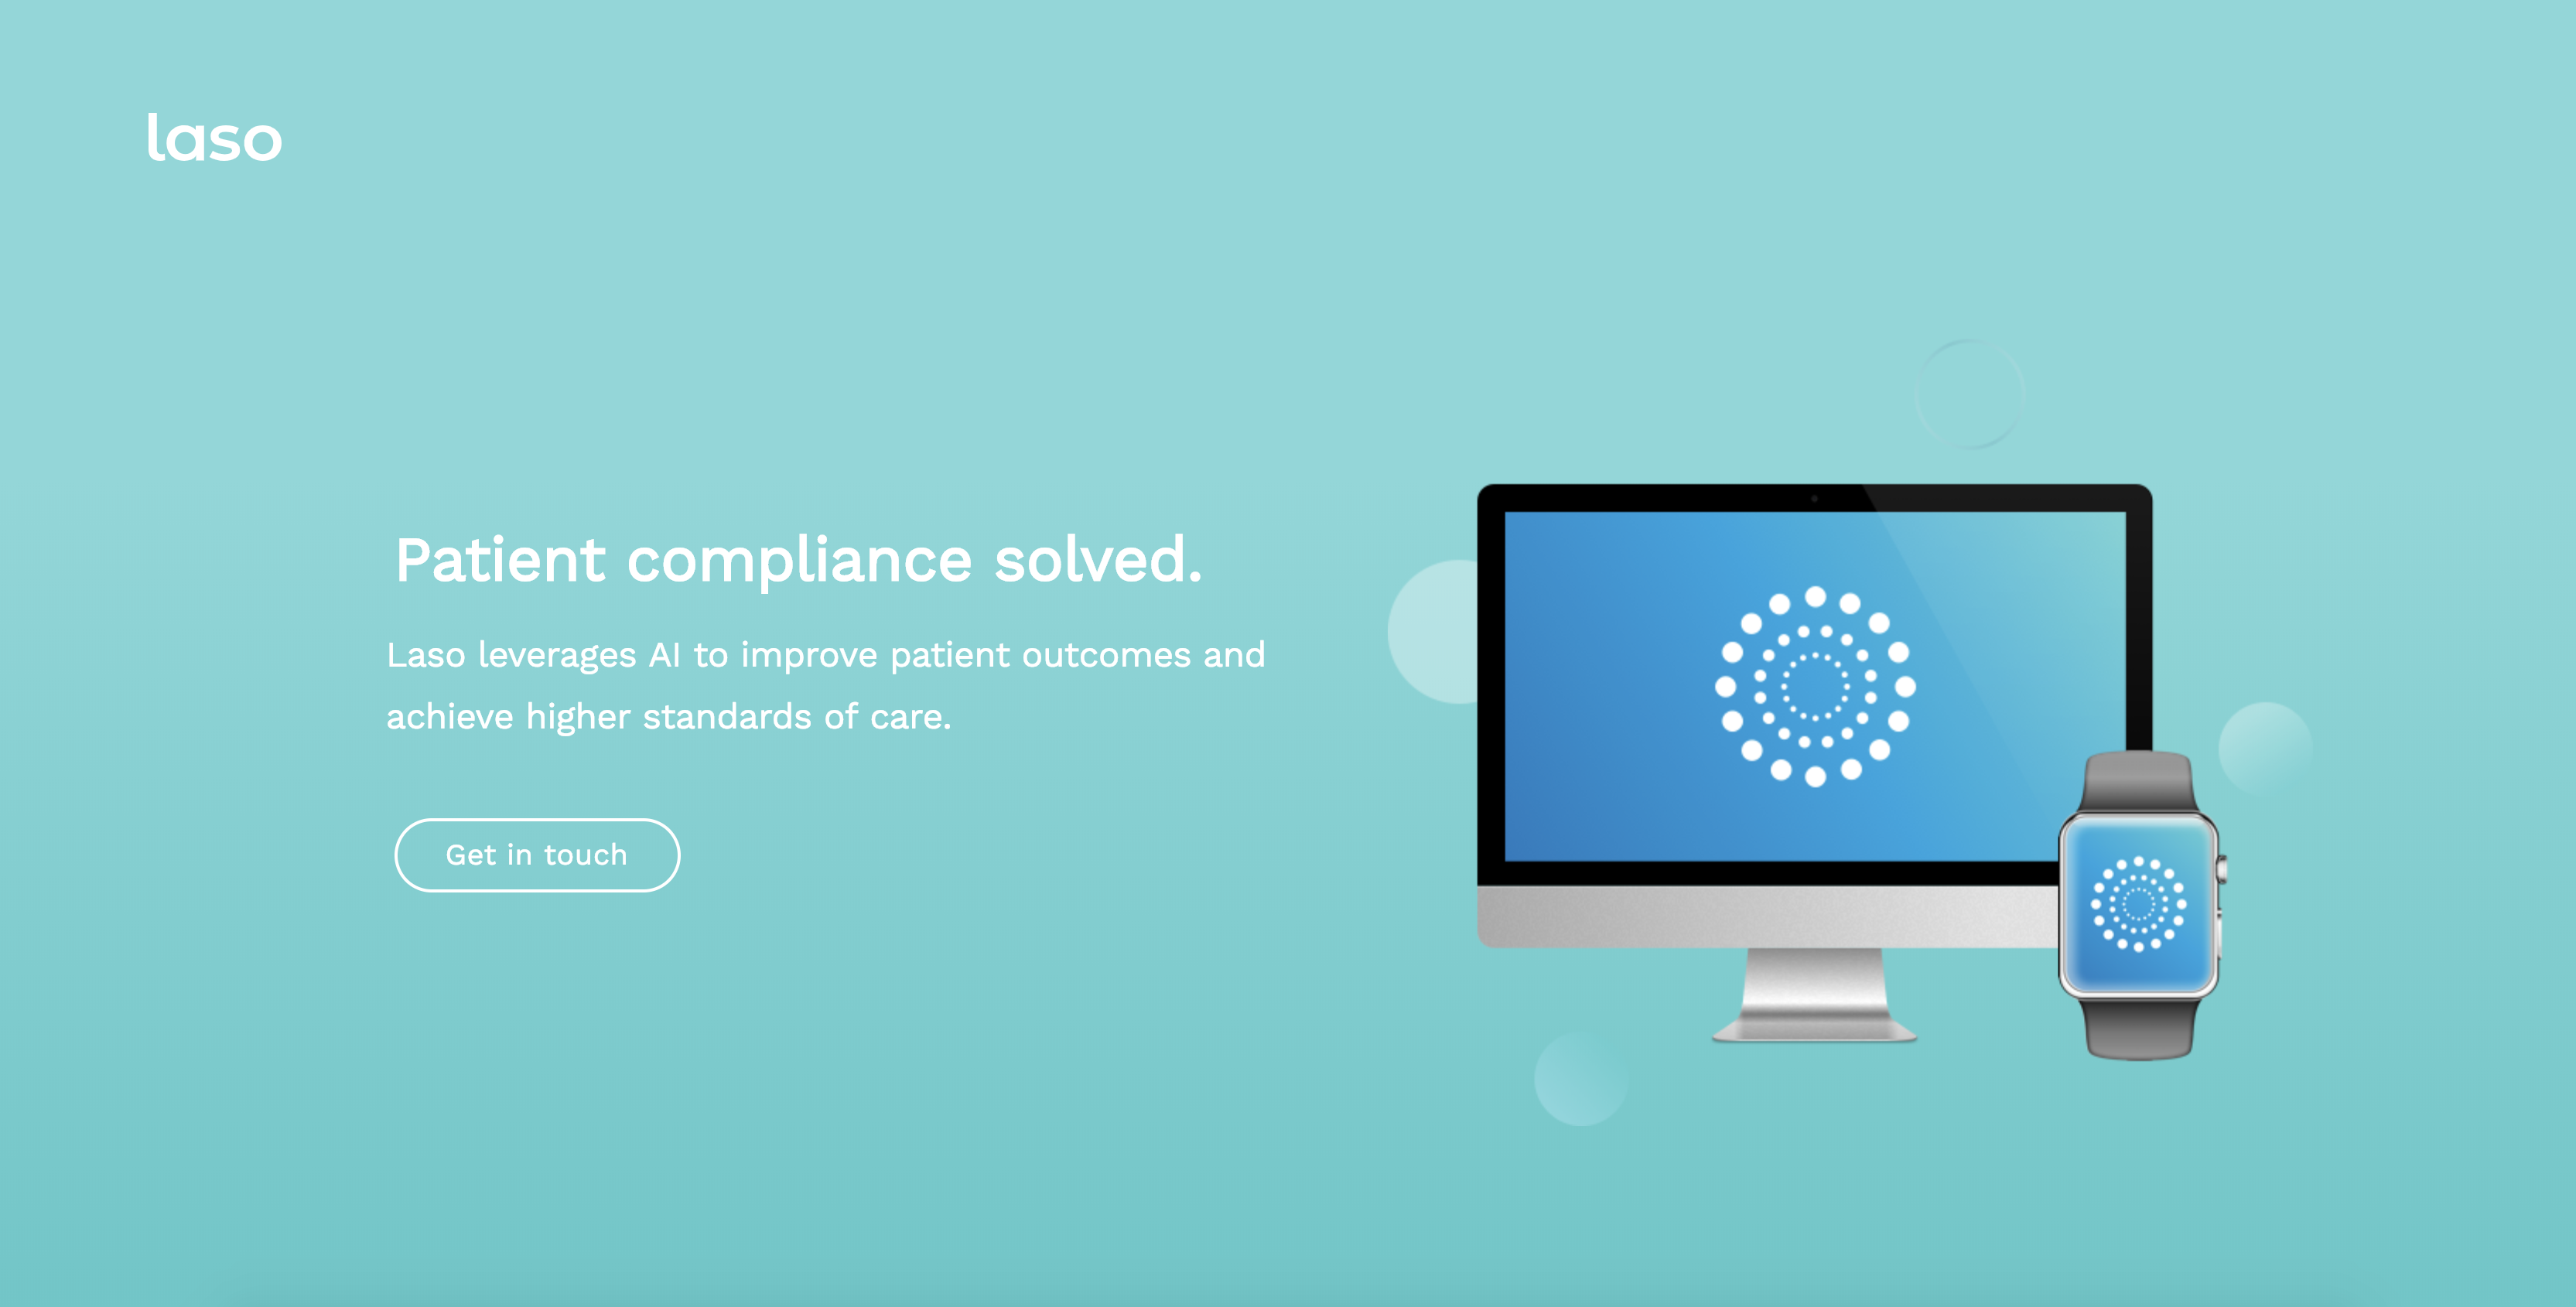 laso
Patient compliance solved.
Laso leverages AI to improve patient outcomes and
achieve higher standards of care.
Get in touch